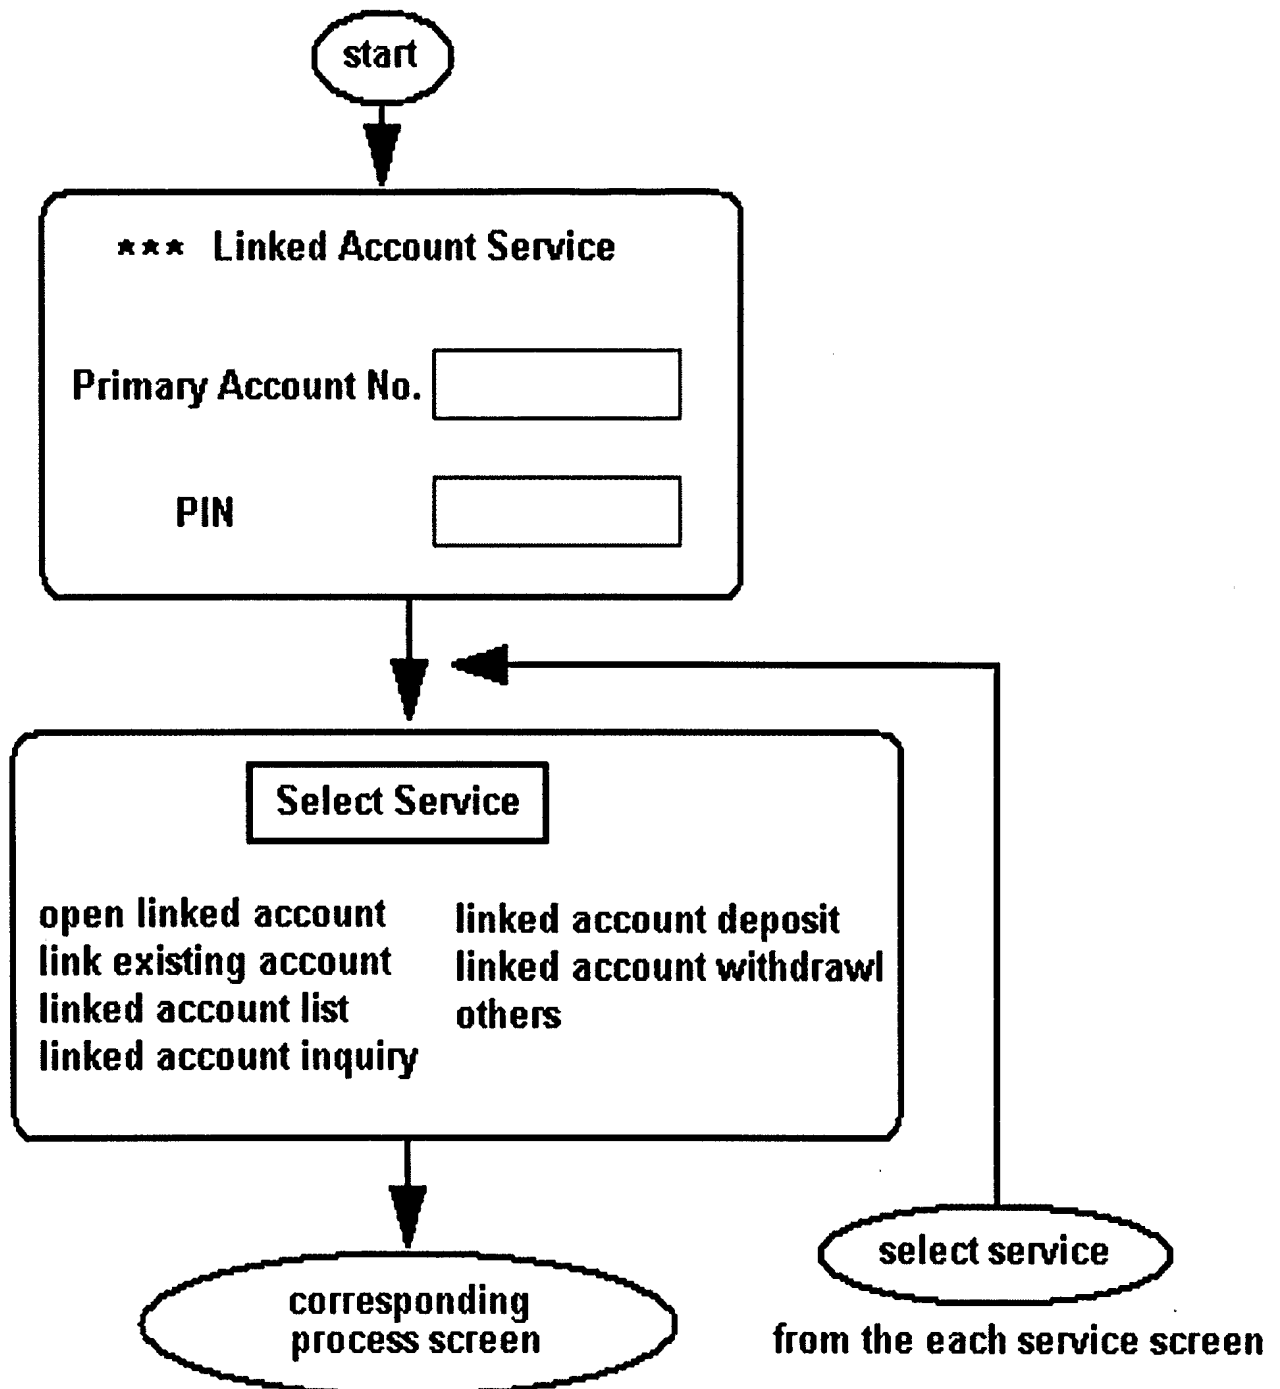 start
*** Linked Account Service
Primary Account No.
PIN
Select Service
open linked account
link existing account
linked account list
linked account inquiry
linked account deposit
linked account withdrawl
others
corresponding
process screen
select service
from the each service screen